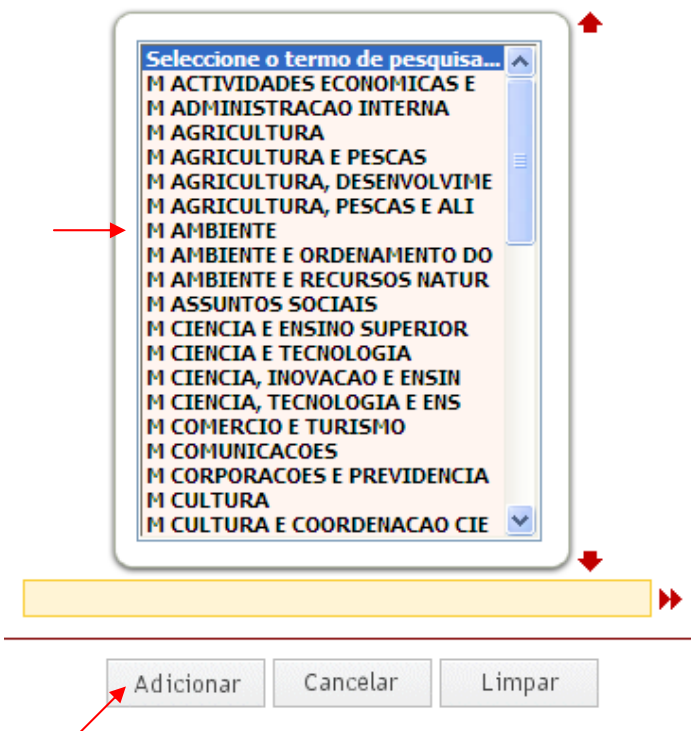 Seleccione o termo de pesquisa...
M ACTIVIDADES ECONOMICAS E
M ADMINISTRACAO INTERNA
M AGRICULTURA
M AGRICULTURA E PESCAS
M AGRICULTURA, DESENVOLVIME
M AGRICULTURA, PESCAS E ALI
M AMBIENTE
M AMBIENTE E ORDENAMENTO DO
M AMBIENTE E RECURSOS NATUR
M ASSUNTOS SOCIAIS
M CIENCIA E ENSINO SUPERIOR
M CIENCIA E TECNOLOGIA
M CIENCIA, INOVACAO E ENSIN
M CIENCIA, TECNOLOGIA E ENS
M COMERCIO E TURISMO
M COMUNICACOES
M CORPORACOES E PREVIDENCIA
M CULTURA
M CULTURA E COORDENACAO CIE
Adicionar Cancelar Limpar